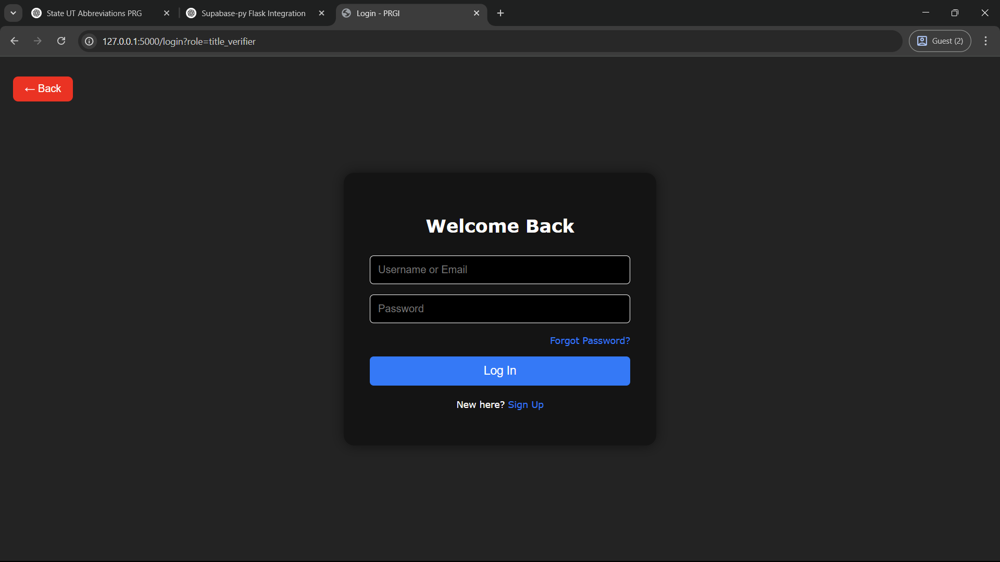 State UT Abbreviations PRG
Supabase-py Flask Integration
Login - PRGI
127.0.0.1:5000/login?role=title_verifier
Guest (2)
← Back
Welcome Back
Username or Email
Password
Forgot Password?
Log In
New here? Sign Up